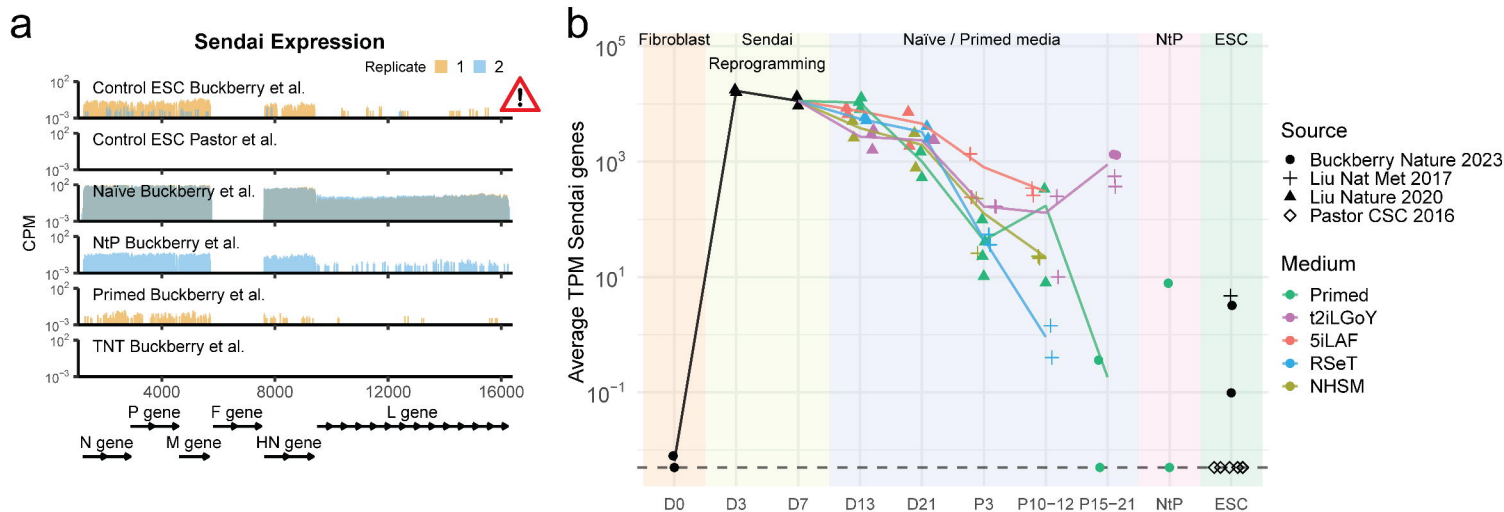 a
Sendai Expression
Replicate 1 2
10²
Control ESC Buckberry et al.
!
10⁻³
10²
Control ESC Pastor et al.
10⁻³
10²
Naïve Buckberry et al.
10⁻³
CPM
10²
NtP Buckberry et al.
10⁻³
10²
Primed Buckberry et al.
10⁻³
10²
TNT Buckberry et al.
10⁻³
4000 8000 12000 16000
P gene F gene L gene
N gene M gene HN gene
b
Fibroblast Sendai Reprogramming Naïve / Primed media NtP ESC
Average TPM Sendai genes
10⁵
10³
10¹
10⁻¹
D0 D3 D7 D13 D21 P3 P10−12 P15−21 NtP ESC
Source
Buckberry Nature 2023
Liu Nat Met 2017
Liu Nature 2020
Pastor CSC 2016
Medium
Primed
t2iLGoY
5iLAF
RSeT
NHSM